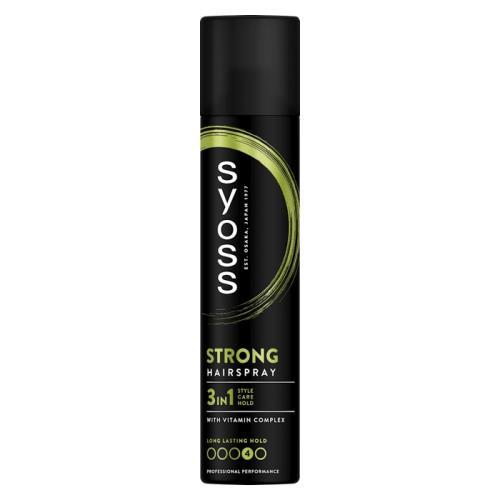 syoss
EST. OSAKA, JAPAN 1977
STRONG
HAIRSPRAY
3IN1 STYLE
CARE
HOLD
WITH VITAMIN COMPLEX
LONG LASTING HOLD
4
PROFESSIONAL PERFORMANCE